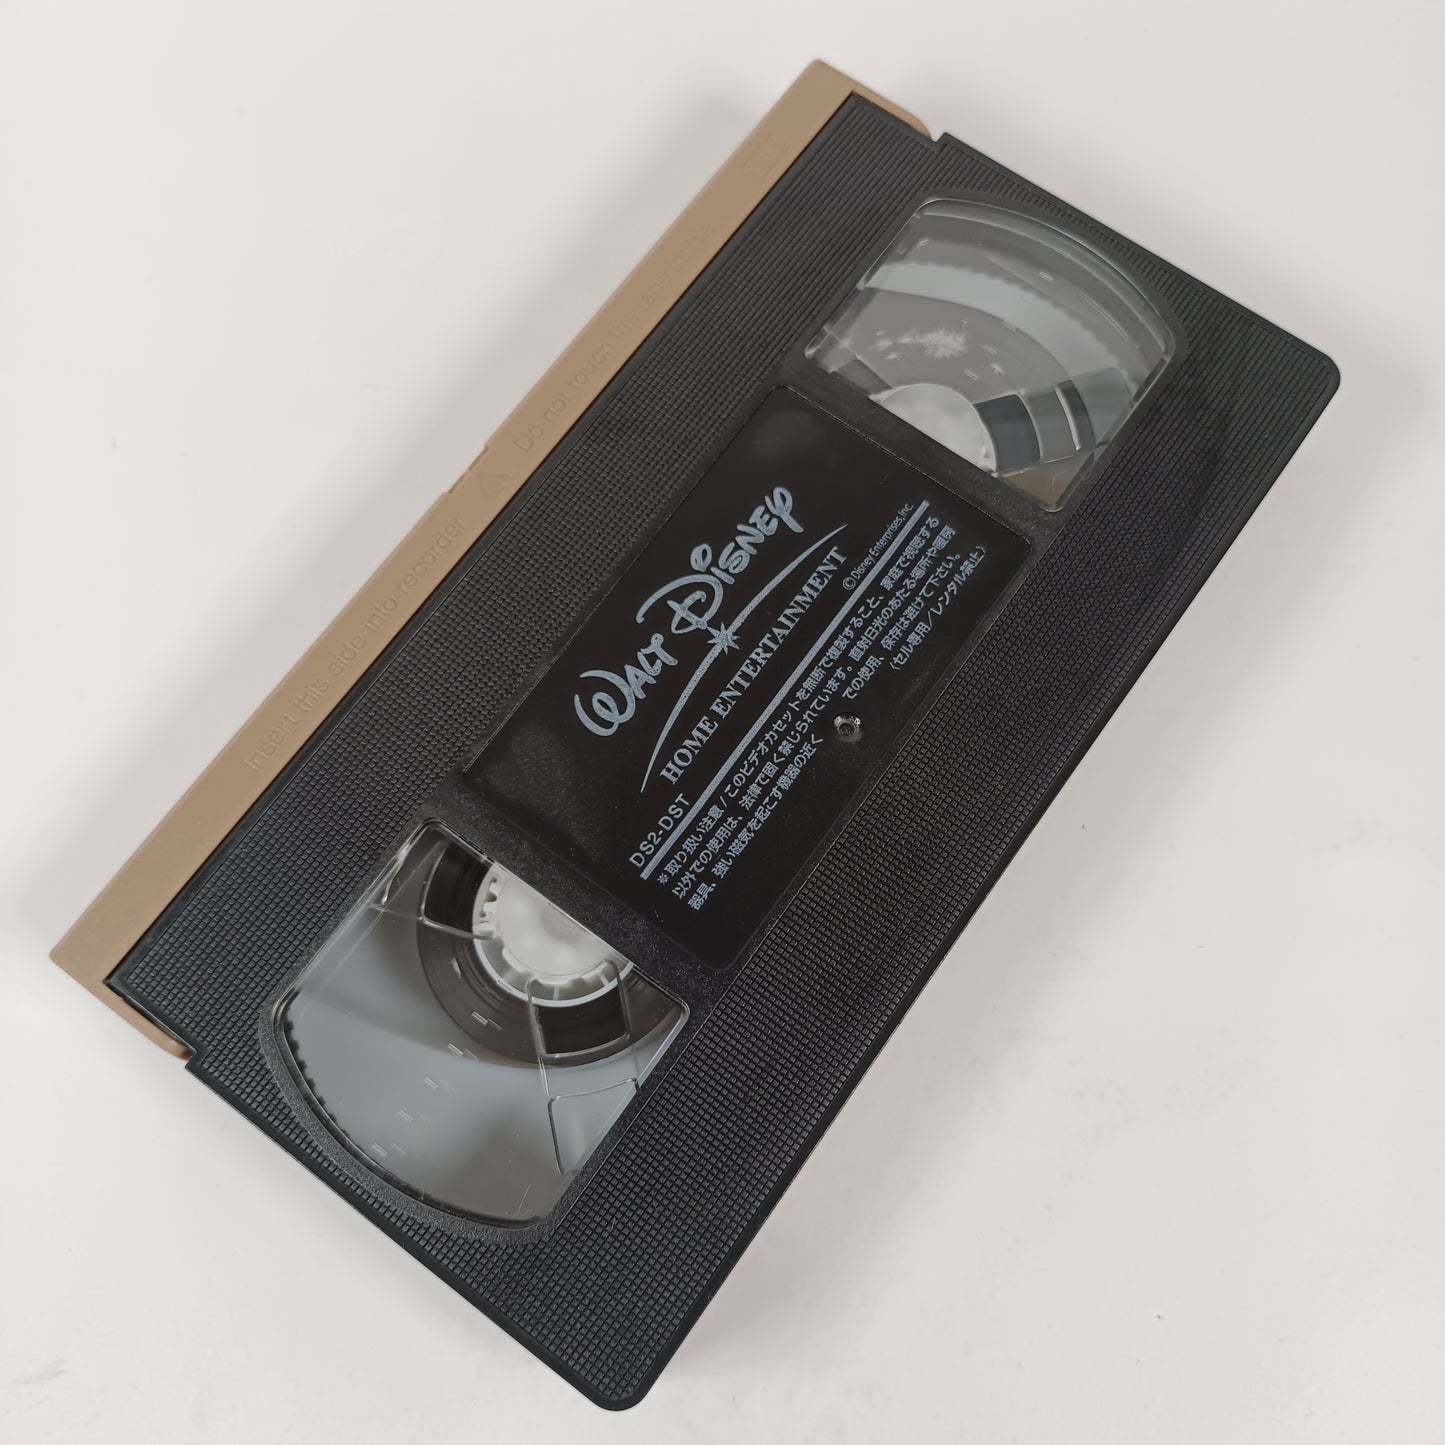 Insert this side into recorder
Do not touch the tape inside
WALT DISNEY
HOME ENTERTAINMENT
DS2-DST
©Disney Enterprises,Inc.
※取り扱い注意/このビデオカセットを無断で複製すること、家庭で視聴する
以外での使用は、法律で固く禁じられています。直射日光のあたる場所や暖房
器具、強い磁気を起こす機器の近くでの使用、保存は避けて下さい。
(セル専用/レンタル禁止)